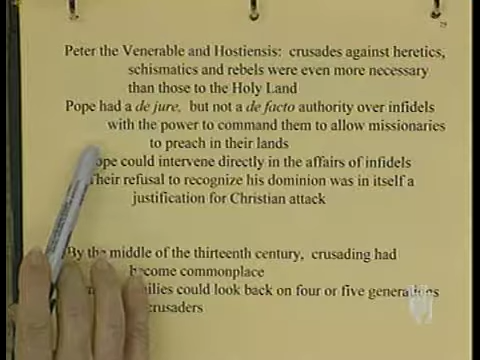 75
Peter the Venerable and Hostiensis: crusades against heretics,
schismatics and rebels were even more necessary
than those to the Holy Land
Pope had a de jure, but not a de facto authority over infidels
with the power to command them to allow missionaries
to preach in their lands
ope could intervene directly in the affairs of infidels
heir refusal to recognize his dominion was in itself a
justification for Christian attack
By the middle of the thirteenth century, crusading had
become commonplace
ilies could look back on four or five generations
crusaders